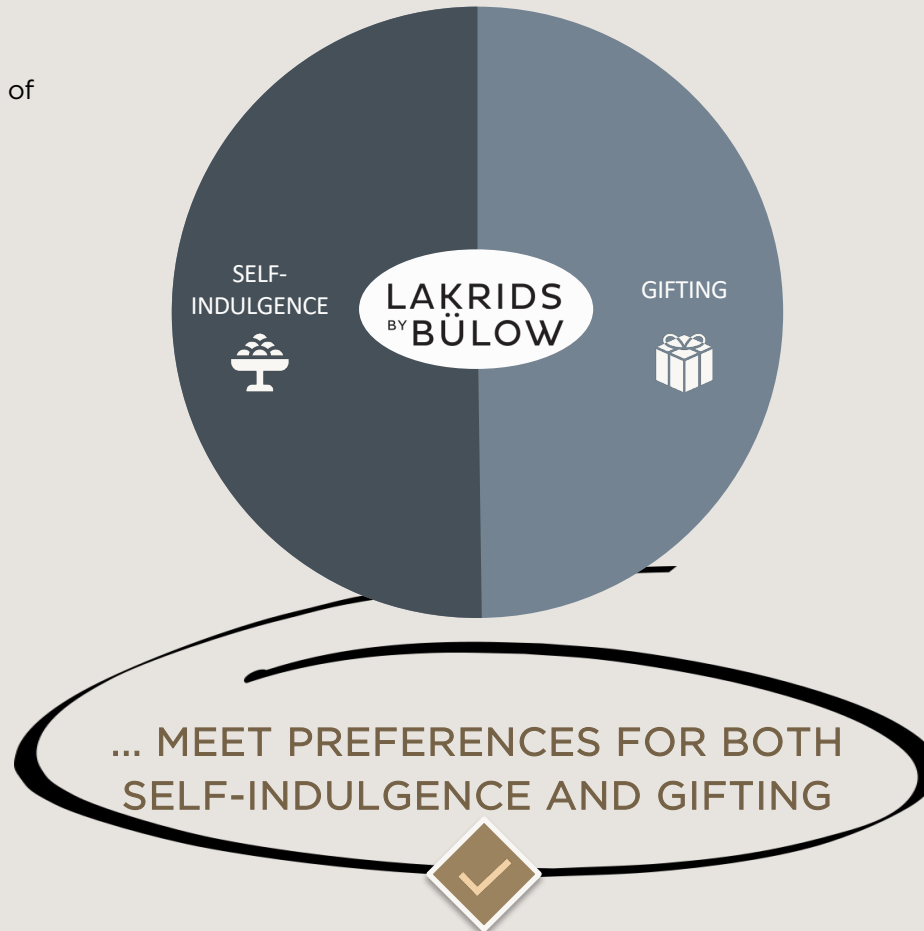 of
SELF-
INDULGENCE
LAKRIDS
BY BÜLOW
GIFTING
... MEET PREFERENCES FOR BOTH
SELF-INDULGENCE AND GIFTING